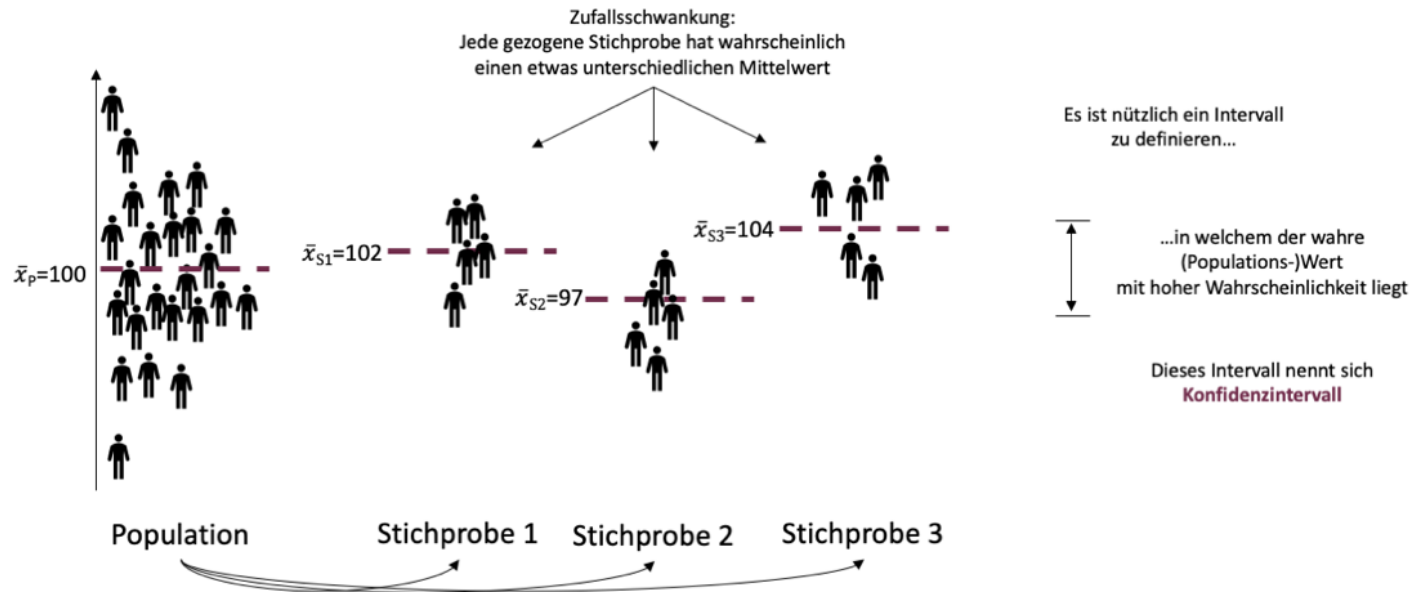 Zufallsschwankung:
Jede gezogene Stichprobe hat wahrscheinlich
einen etwas unterschiedlichen Mittelwert
Es ist nützlich ein Intervall
zu definieren...
x̄P=100
x̄S1=102
x̄S2=97
x̄S3=104
...in welchem der wahre
(Populations-)Wert
mit hoher Wahrscheinlichkeit liegt
Dieses Intervall nennt sich
Konfidenzintervall
Population
Stichprobe 1
Stichprobe 2
Stichprobe 3